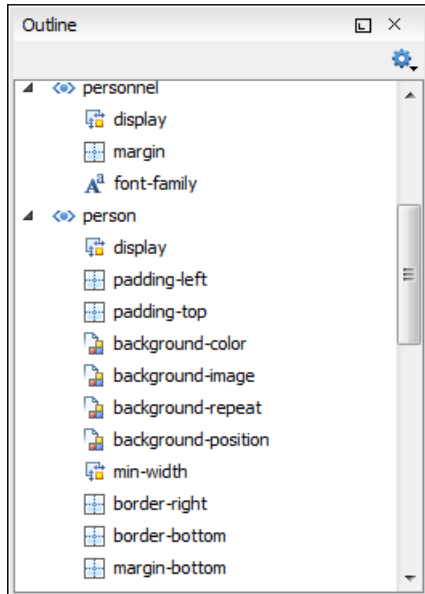 Outline
personnel
display
margin
font-family
person
display
padding-left
padding-top
background-color
background-image
background-repeat
background-position
min-width
border-right
border-bottom
margin-bottom